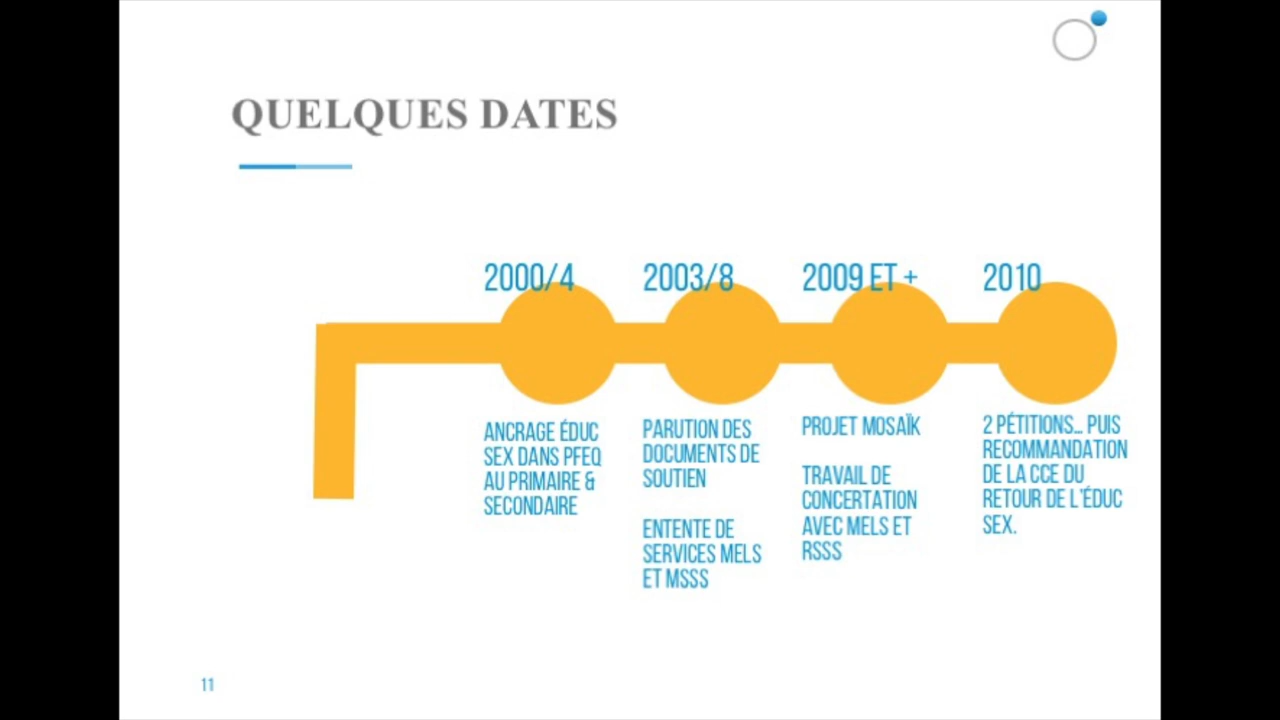 QUELQUES DATES
2000/4
ANCRAGE ÉDUC
SEX DANS PFEQ
AU PRIMAIRE &
SECONDAIRE
2003/8
PARUTION DES
DOCUMENTS DE
SOUTIEN
ENTENTE DE
SERVICES MELS
ET MSSS
2009 ET +
PROJET MOSAÏK
TRAVAIL DE
CONCERTATION
AVEC MELS ET
RSSS
2010
2 PÉTITIONS... PUIS
RECOMMANDATION
DE LA CCE DU
RETOUR DE L'ÉDUC
SEX.
11